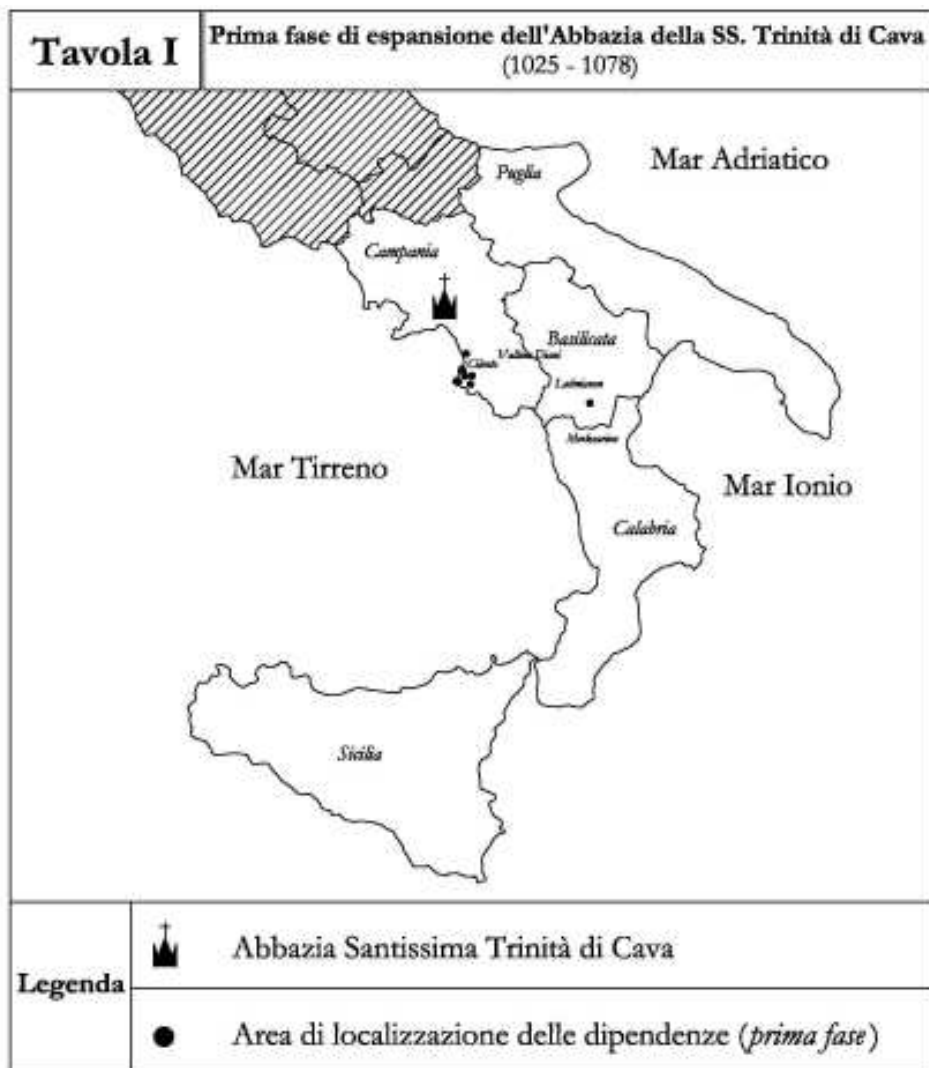 Tavola I
Prima fase di espansione dell'Abbazia della SS. Trinità di Cava
(1025 - 1078)
Mar Adriatico
Puglia
Campania
Basilicata
Cilento
Mar Tirreno
Mar Ionio
Calabria
Sicilia
Legenda
Abbazia Santissima Trinità di Cava
Area di localizzazione delle dipendenze (prima fase)